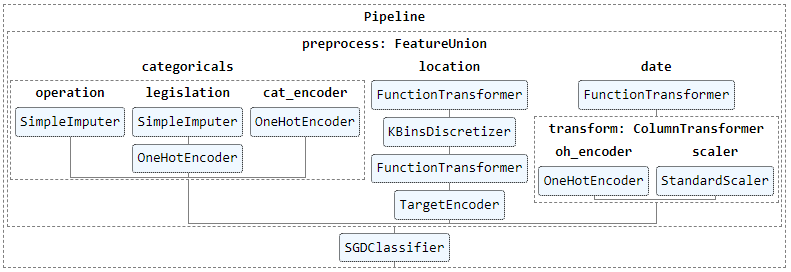 Pipeline
preprocess: FeatureUnion
categoricals location date
operation legislation cat_encoder FunctionTransformer FunctionTransformer
SimpleImputer SimpleImputer OneHotEncoder KBinsDiscretizer transform: ColumnTransformer
oh_encoder scaler
OneHotEncoder FunctionTransformer OneHotEncoder StandardScaler
TargetEncoder
SGDClassifier